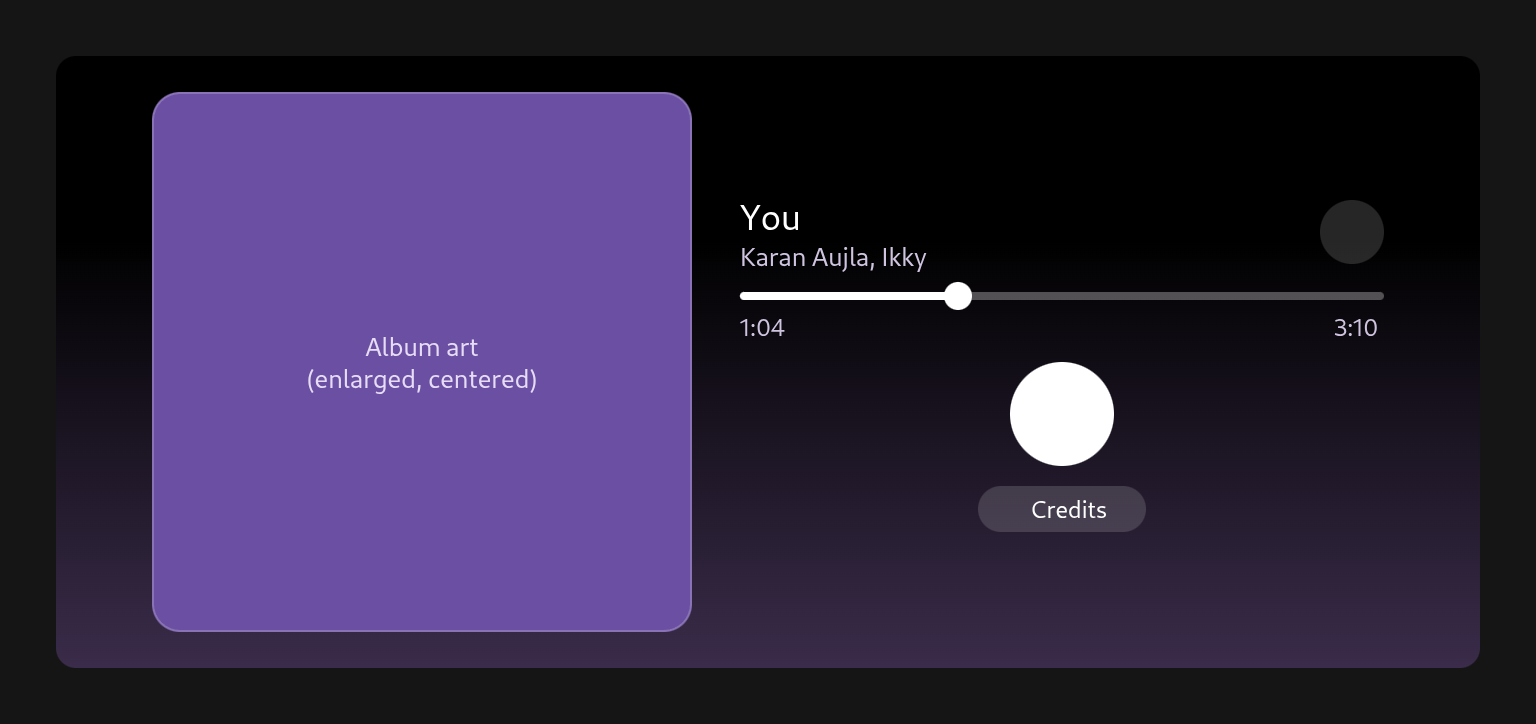 Album art
(enlarged, centered)
You
Karan Aujla, Ikky
1:04
3:10
Credits